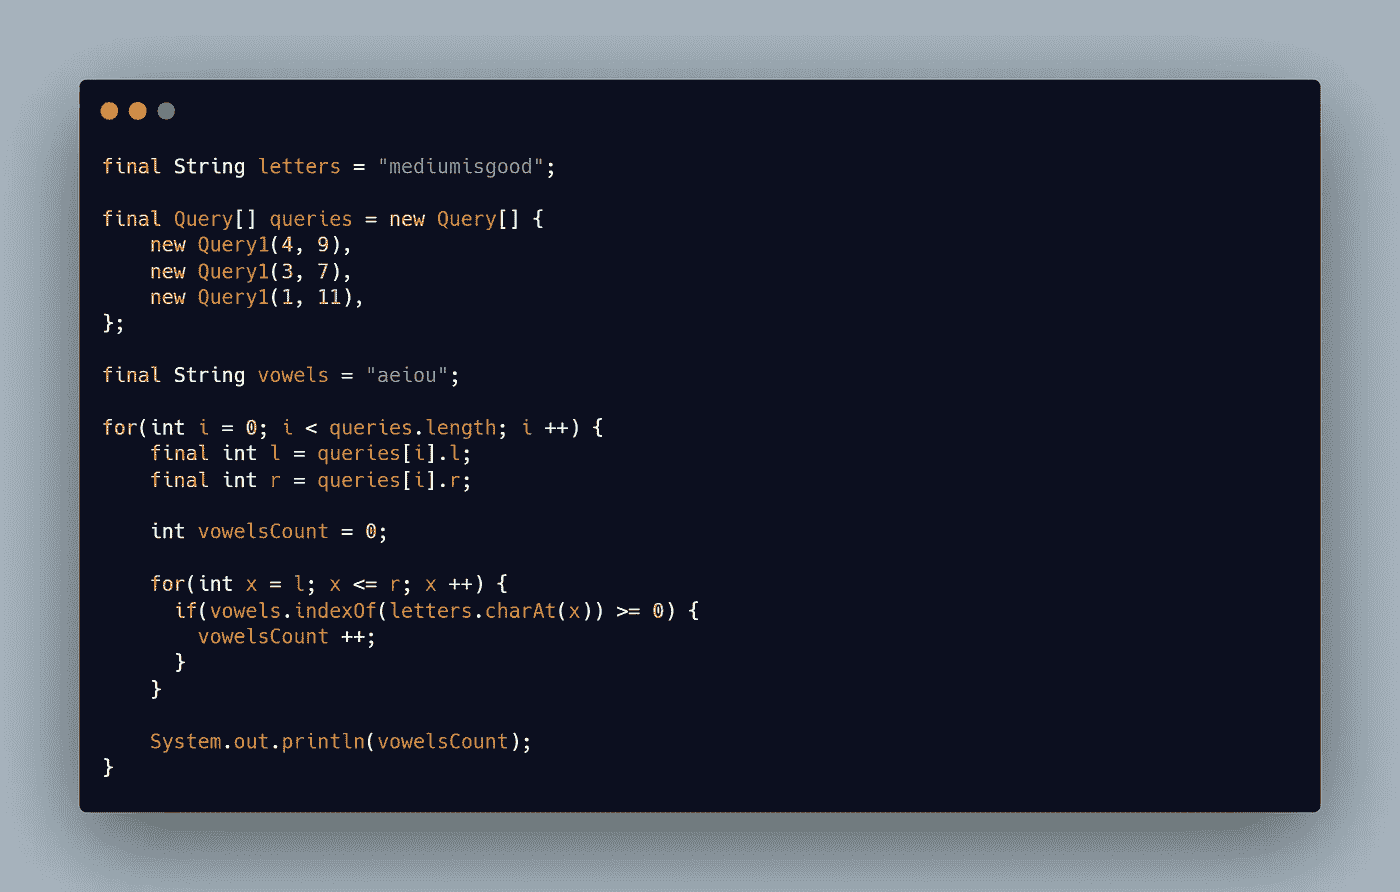 final String letters = "mediumisgood";
final Query[] queries = new Query[] {
    new Query1(4, 9),
    new Query1(3, 7),
    new Query1(1, 11),
};
final String vowels = "aeiou";
for(int i = 0; i < queries.length; i ++) {
    final int l = queries[i].l;
    final int r = queries[i].r;
    int vowelsCount = 0;
    for(int x = l; x <= r; x ++) {
      if(vowels.indexOf(letters.charAt(x)) >= 0) {
        vowelsCount ++;
      }
    }
    System.out.println(vowelsCount);
}